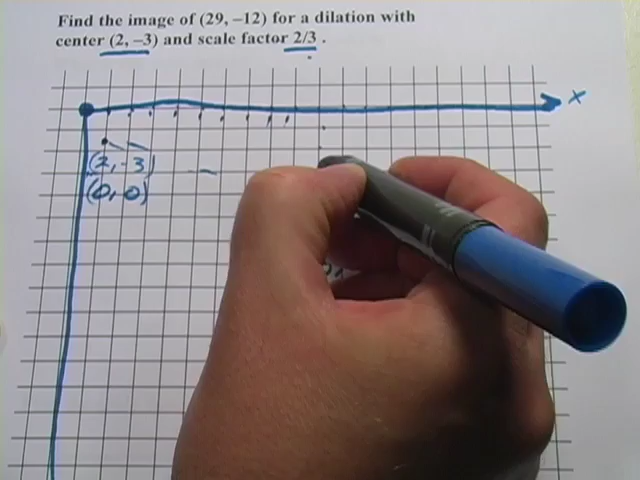 Find the image of (29, –12) for a dilation with
center (2, –3) and scale factor 2/3 .
x
(2, -3)
(0, 0)